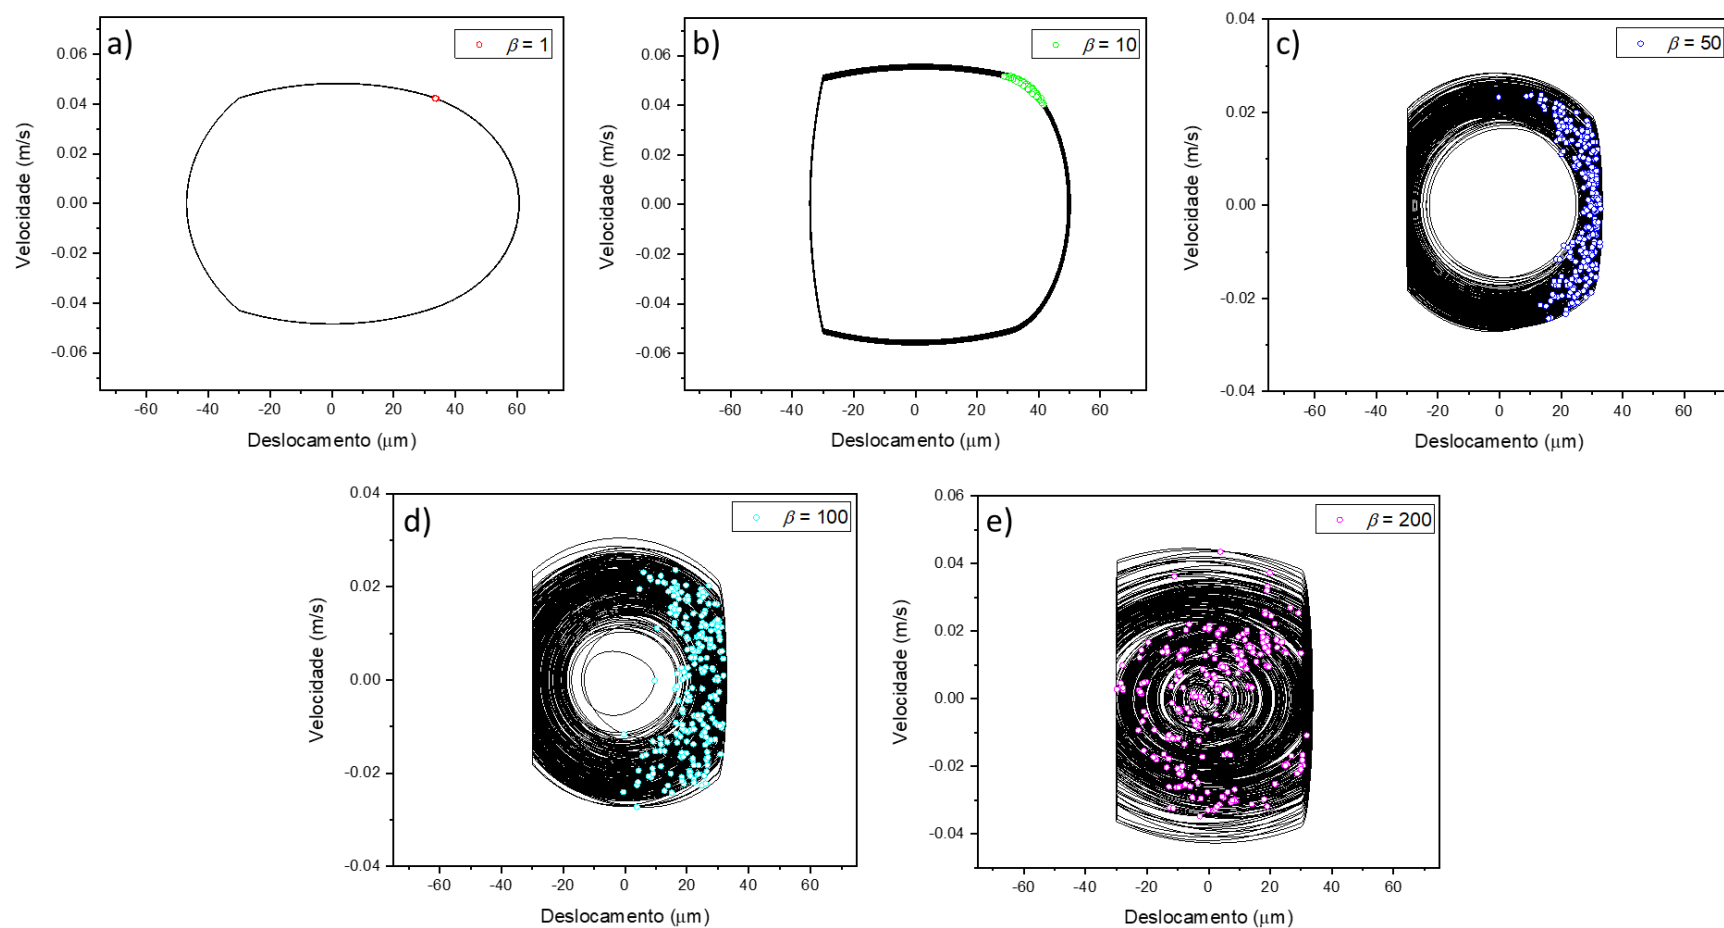 a)
β = 1
0.06
0.04
0.02
0.00
-0.02
-0.04
-0.06
Velocidade (m/s)
-60 -40 -20 0 20 40 60
Deslocamento (μm)
b)
β = 10
0.06
0.04
0.02
0.00
-0.02
-0.04
-0.06
Velocidade (m/s)
-60 -40 -20 0 20 40 60
Deslocamento (μm)
c)
β = 50
0.04
0.02
0.00
-0.02
-0.04
Velocidade (m/s)
-60 -40 -20 0 20 40 60
Deslocamento (μm)
d)
β = 100
0.04
0.02
0.00
-0.02
-0.04
Velocidade (m/s)
-60 -40 -20 0 20 40 60
Deslocamento (μm)
e)
β = 200
0.06
0.04
0.02
0.00
-0.02
-0.04
Velocidade (m/s)
-60 -40 -20 0 20 40 60
Deslocamento (μm)